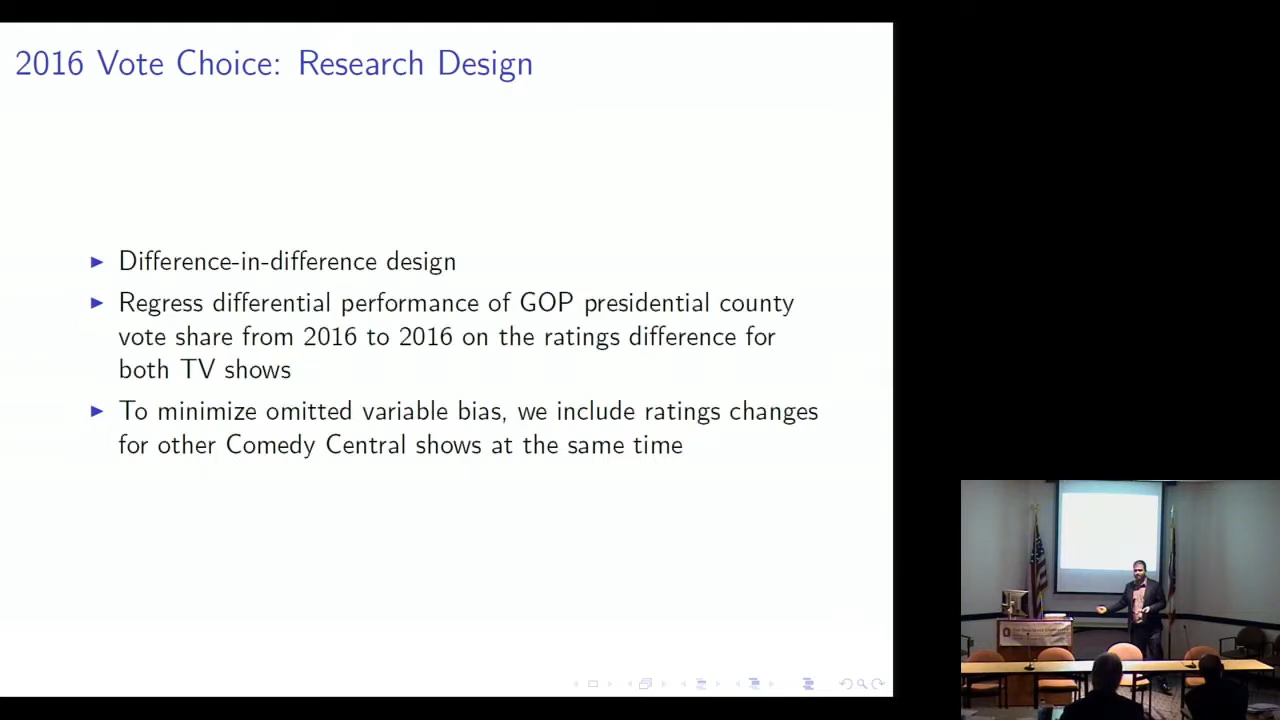 2016 Vote Choice: Research Design
Difference-in-difference design
Regress differential performance of GOP presidential county
vote share from 2016 to 2016 on the ratings difference for
both TV shows
To minimize omitted variable bias, we include ratings changes
for other Comedy Central shows at the same time